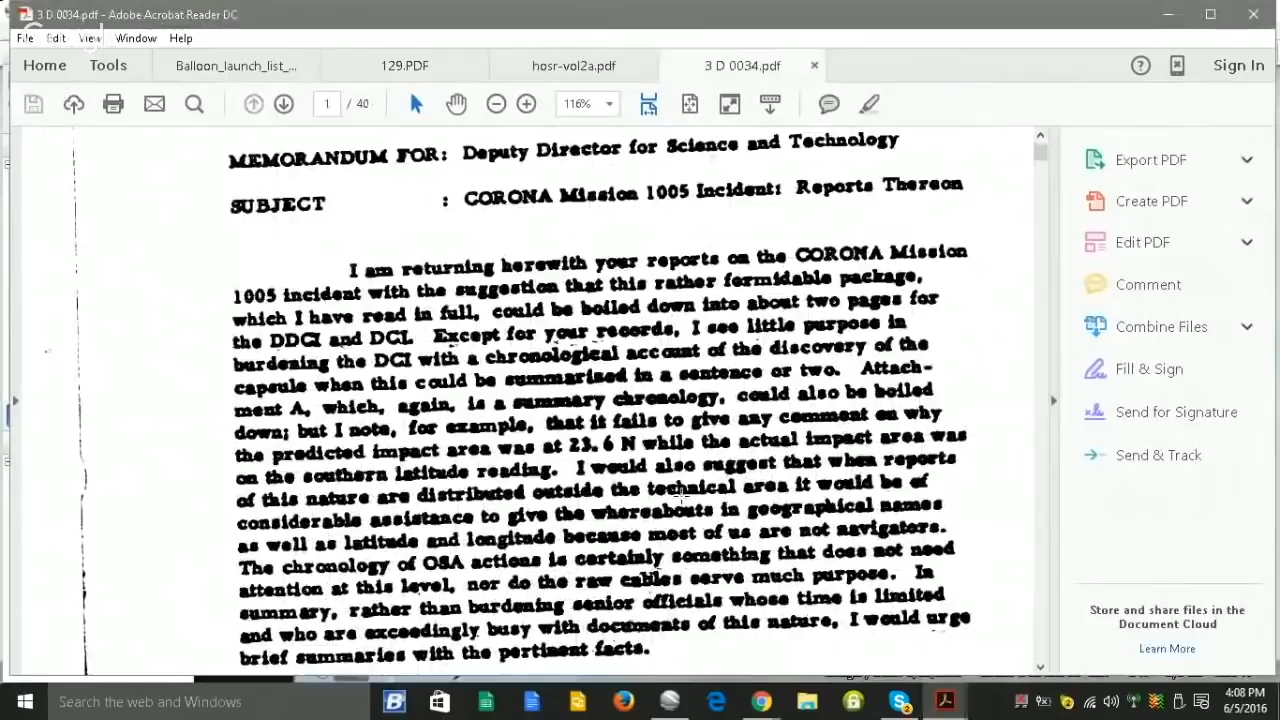 3 D 0034.pdf - Adobe Acrobat Reader DC
Google
File Edit View Window Help
Home Tools Balloon_launch_list_... 129.PDF hosr-vol2a.pdf 3 D 0034.pdf × Sign In
1 / 40 116%
MEMORANDUM FOR: Deputy Director for Science and Technology
SUBJECT : CORONA Mission 1005 Incident: Reports Thereon
I am returning herewith your reports on the CORONA Mission
1005 incident with the suggestion that this rather formidable package,
which I have read in full, could be boiled down into about two pages for
the DDCI and DCI. Except for your records, I see little purpose in
burdening the DCI with a chronological account of the discovery of the
capsule when this could be summarized in a sentence or two. Attach-
ment A, which, again, is a summary chronology, could also be boiled
down; but I note, for example, that it fails to give any comment on why
the predicted impact area was at 23.6 N while the actual impact area was
on the southern latitude reading. I would also suggest that when reports
of this nature are distributed outside the technical area it would be of
considerable assistance to give the whereabouts in geographical names
as well as latitude and longitude because most of us are not navigators.
The chronology of OSA actions is certainly something that does not need
attention at this level, nor do the raw cables serve much purpose. In
summary, rather than burdening senior officials whose time is limited
and who are exceedingly busy with documents of this nature, I would urge
brief summaries with the pertinent facts.
Export PDF
Create PDF
Edit PDF
Comment
Combine Files
Fill & Sign
Send for Signature
Send & Track
Store and share files in the
Document Cloud
Learn More
Search the web and Windows
4:08 PM
6/5/2016